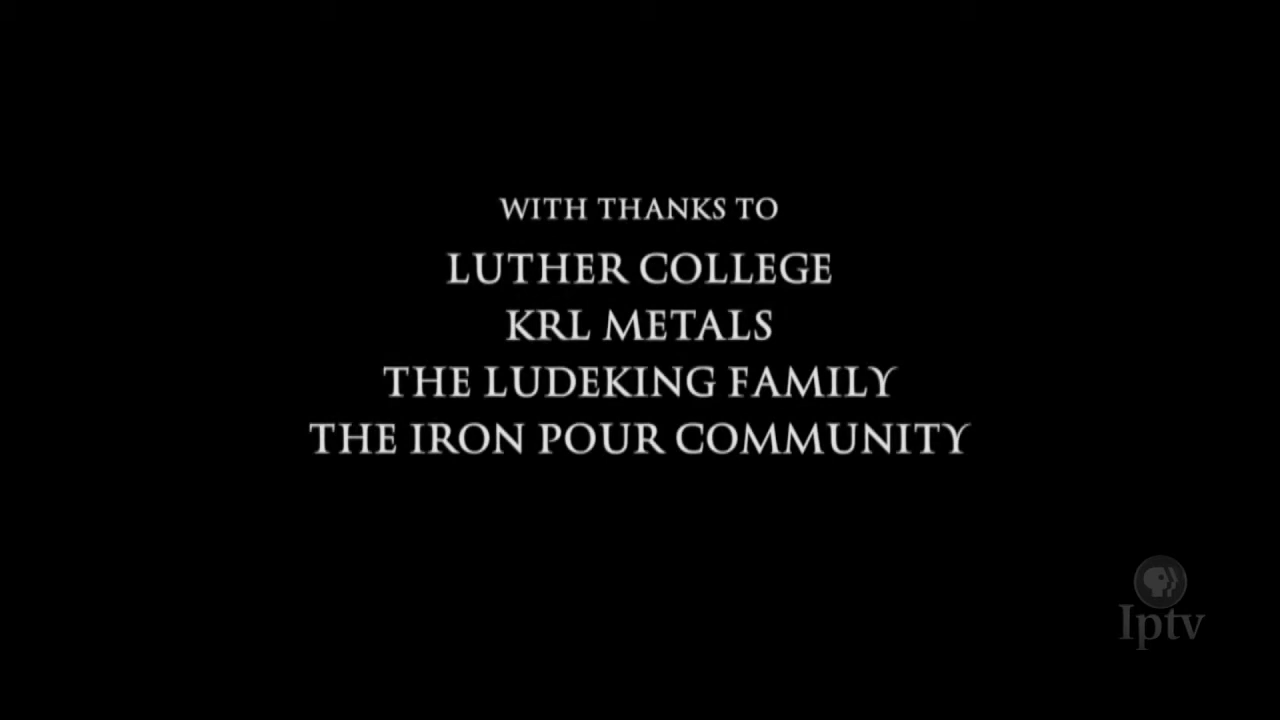 WITH THANKS TO
LUTHER COLLEGE
KRL METALS
THE LUDEKING FAMILY
THE IRON POUR COMMUNITY
Iptv